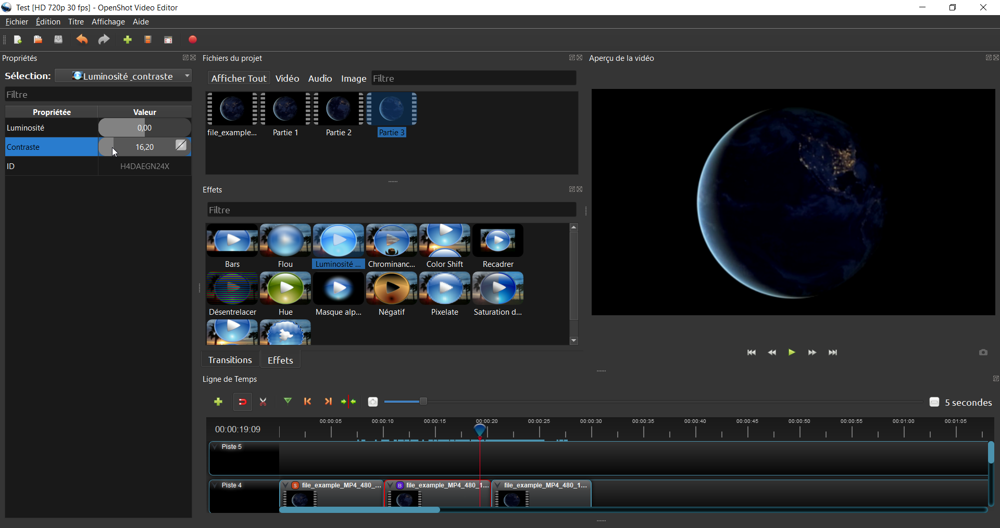 Test [HD 720p 30 fps] - OpenShot Video Editor
Fichier Édition Titre Affichage Aide
Propriétés
Sélection: Luminosité _contraste
Filtre
Propriétée Valeur
Luminosité 0,00
Contraste 16,20
ID H4DAEGN24X
Fichiers du projet
Afficher Tout Vidéo Audio Image Filtre
file_example... Partie 1 Partie 2 Partie 3
Effets
Filtre
Bars Flou Luminosité ... Chrominanc... Color Shift Recadrer
Désentrelacer Hue Masque alp... Négatif Pixelate Saturation d...
Transitions Effets
Aperçu de la vidéo
Ligne de Temps
5 secondes
00:00:19:09
00:00:05 00:00:10 00:00:15 00:00:20 00:00:25 00:00:30 00:00:35 00:00:40 00:00:45 00:00:50 00:00:55 00:01:00 00:01:05
Piste 5
Piste 4
S file_example_MP4_480_... B file_example_MP4_480_1... file_example_MP4_480_1...